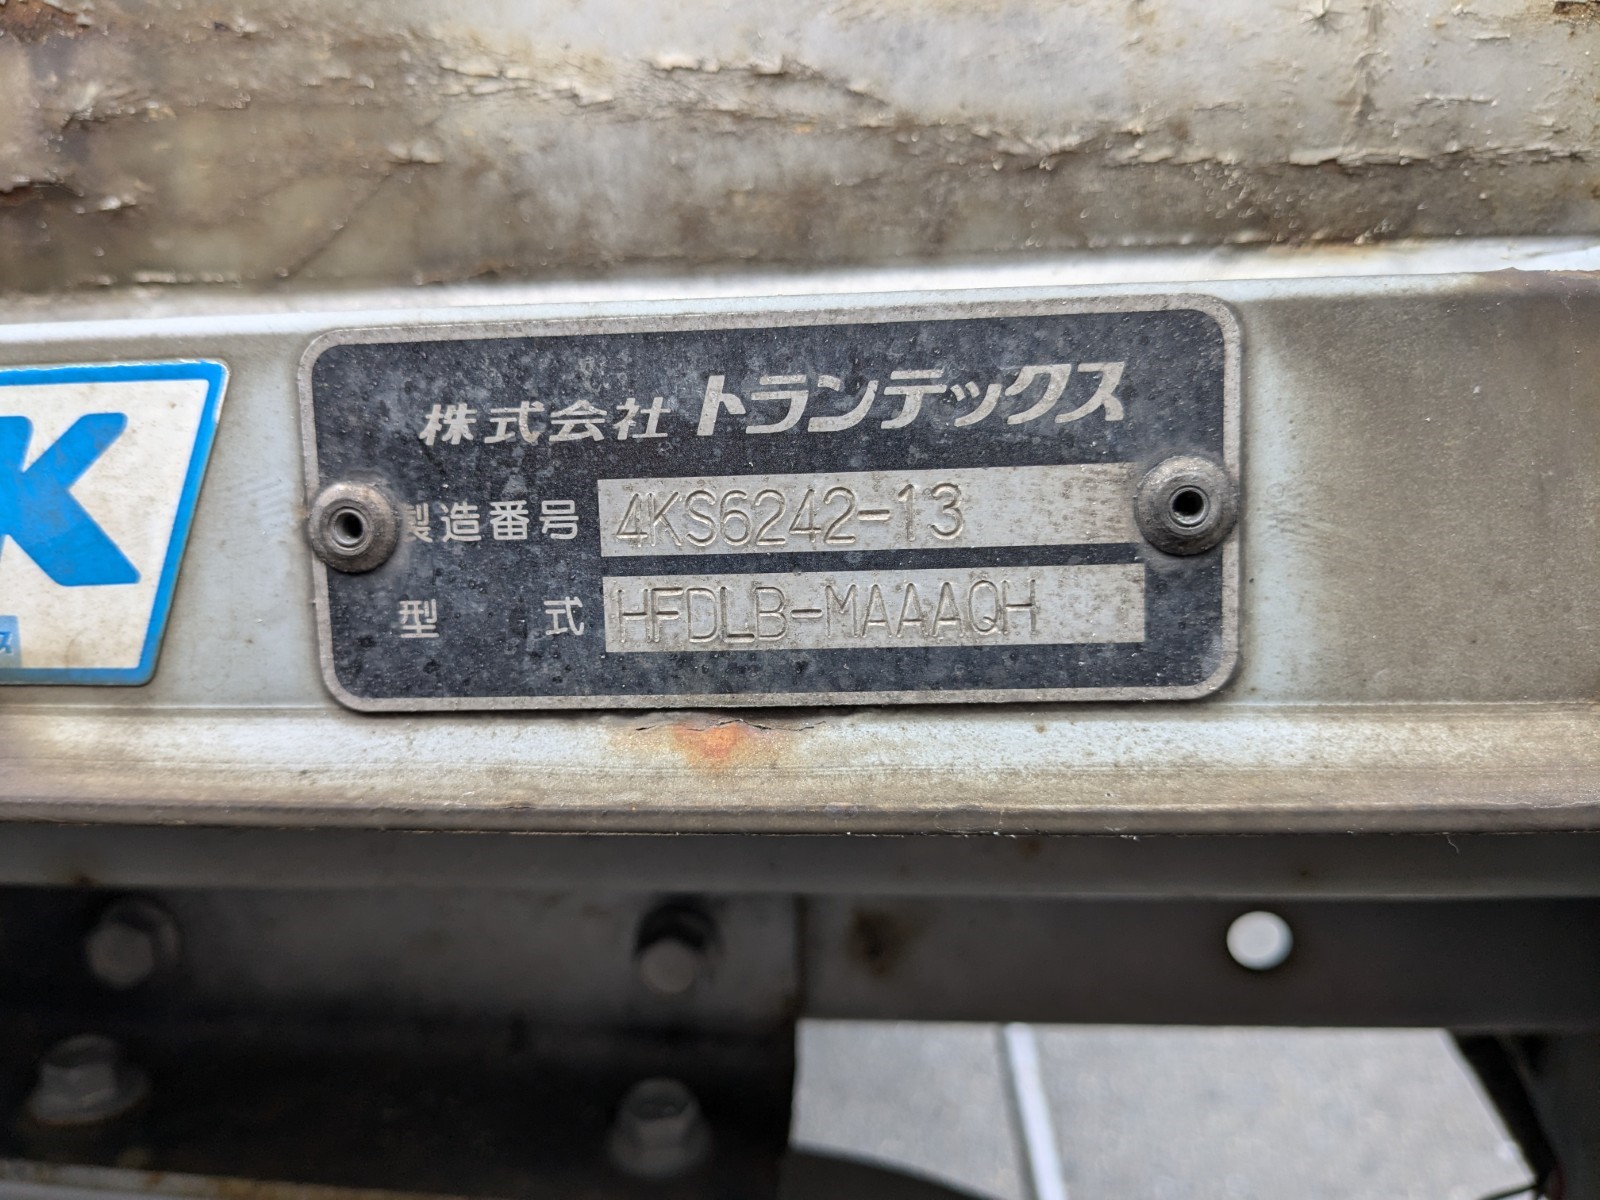 株式会社トランテックス
製造番号 4KS6242-13
型式 HFDLB-MAAAQH
K
ス